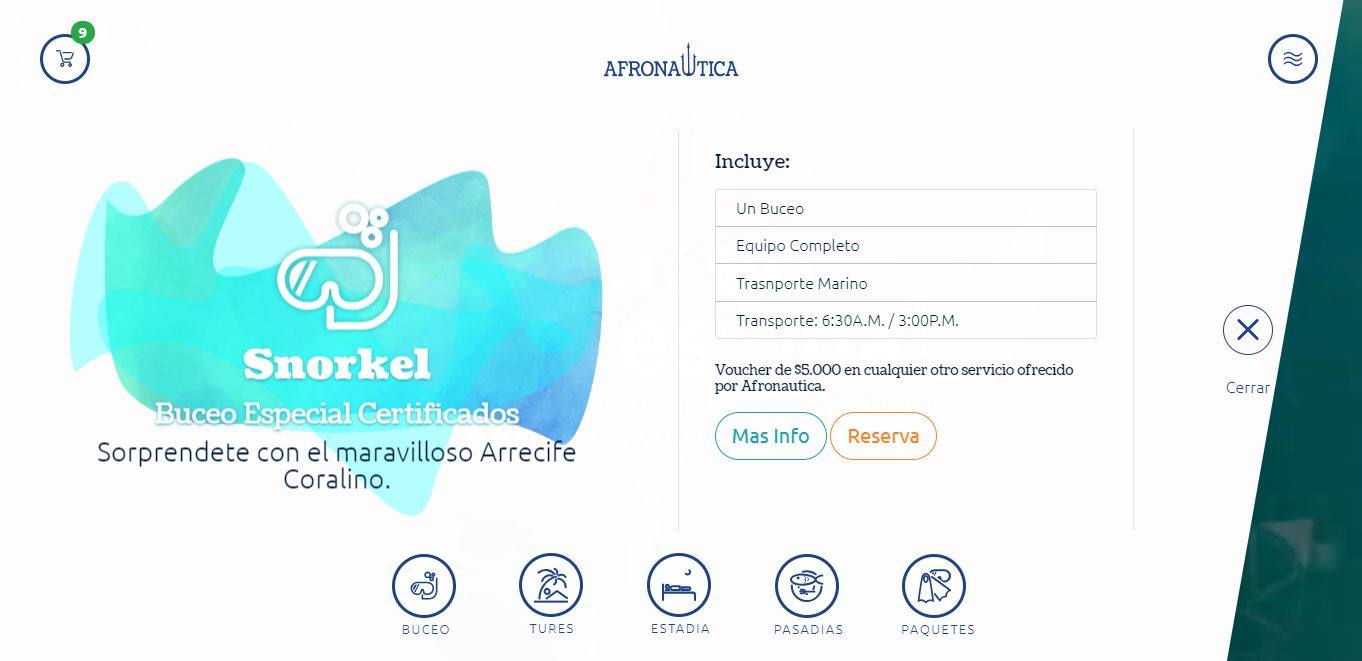 9
AFRONAUTICA
Snorkel
Buceo Especial Certificados
Sorprendete con el maravilloso Arrecife
Coralino.
Incluye:
Un Buceo
Equipo Completo
Trasnporte Marino
Transporte: 6:30A.M. / 3:00P.M.
Voucher de $5.000 en cualquier otro servicio ofrecido
por Afronautica.
Mas Info
Reserva
Cerrar
BUCEO
TURES
ESTADIA
PASADIAS
PAQUETES